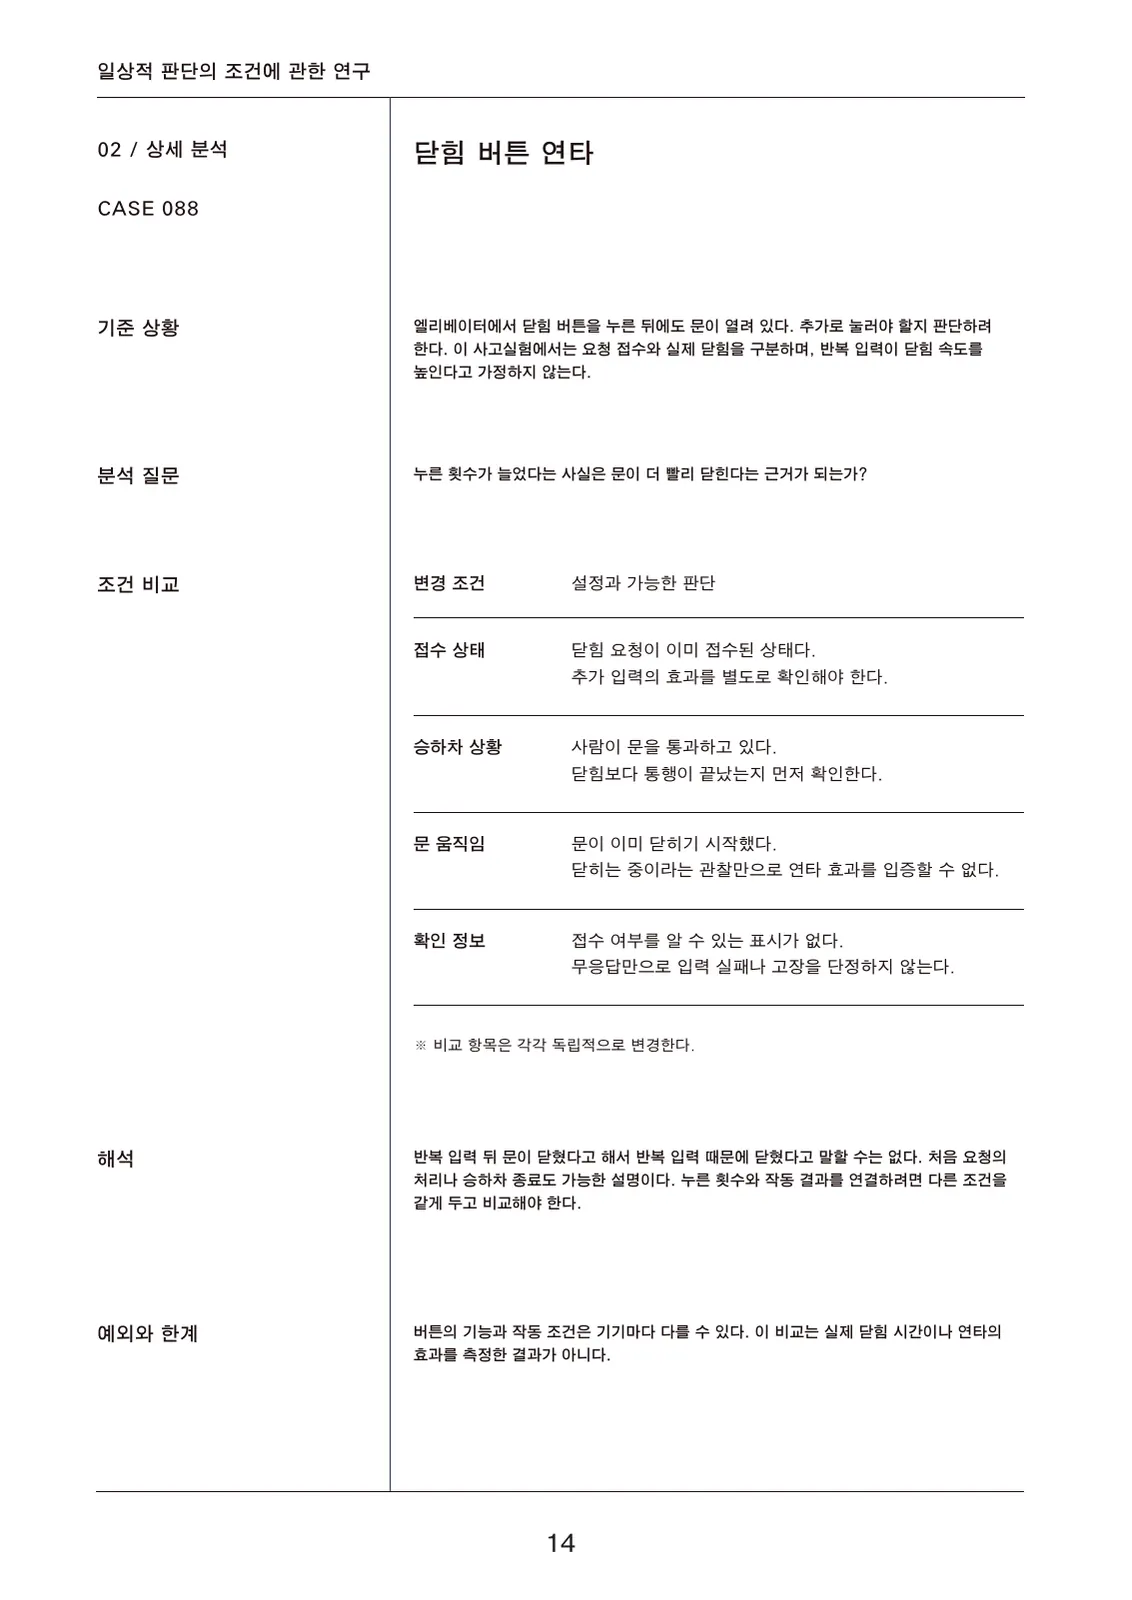 일상적 판단의 조건에 관한 연구
02 / 상세 분석
CASE 088
닫힘 버튼 연타
기준 상황
엘리베이터에서 닫힘 버튼을 누른 뒤에도 문이 열려 있다. 추가로 눌러야 할지 판단하려
한다. 이 사고실험에서는 요청 접수와 실제 닫힘을 구분하며, 반복 입력이 닫힘 속도를
높인다고 가정하지 않는다.
분석 질문
누른 횟수가 늘었다는 사실은 문이 더 빨리 닫힌다는 근거가 되는가?
조건 비교
변경 조건 설정과 가능한 판단
접수 상태 닫힘 요청이 이미 접수된 상태다.
추가 입력의 효과를 별도로 확인해야 한다.
승하차 상황 사람이 문을 통과하고 있다.
닫힘보다 통행이 끝났는지 먼저 확인한다.
문 움직임 문이 이미 닫히기 시작했다.
닫히는 중이라는 관찰만으로 연타 효과를 입증할 수 없다.
확인 정보 접수 여부를 알 수 있는 표시가 없다.
무응답만으로 입력 실패나 고장을 단정하지 않는다.
※ 비교 항목은 각각 독립적으로 변경한다.
해석
반복 입력 뒤 문이 닫혔다고 해서 반복 입력 때문에 닫혔다고 말할 수는 없다. 처음 요청의
처리나 승하차 종료도 가능한 설명이다. 누른 횟수와 작동 결과를 연결하려면 다른 조건을
같게 두고 비교해야 한다.
예외와 한계
버튼의 기능과 작동 조건은 기기마다 다를 수 있다. 이 비교는 실제 닫힘 시간이나 연타의
효과를 측정한 결과가 아니다.
14